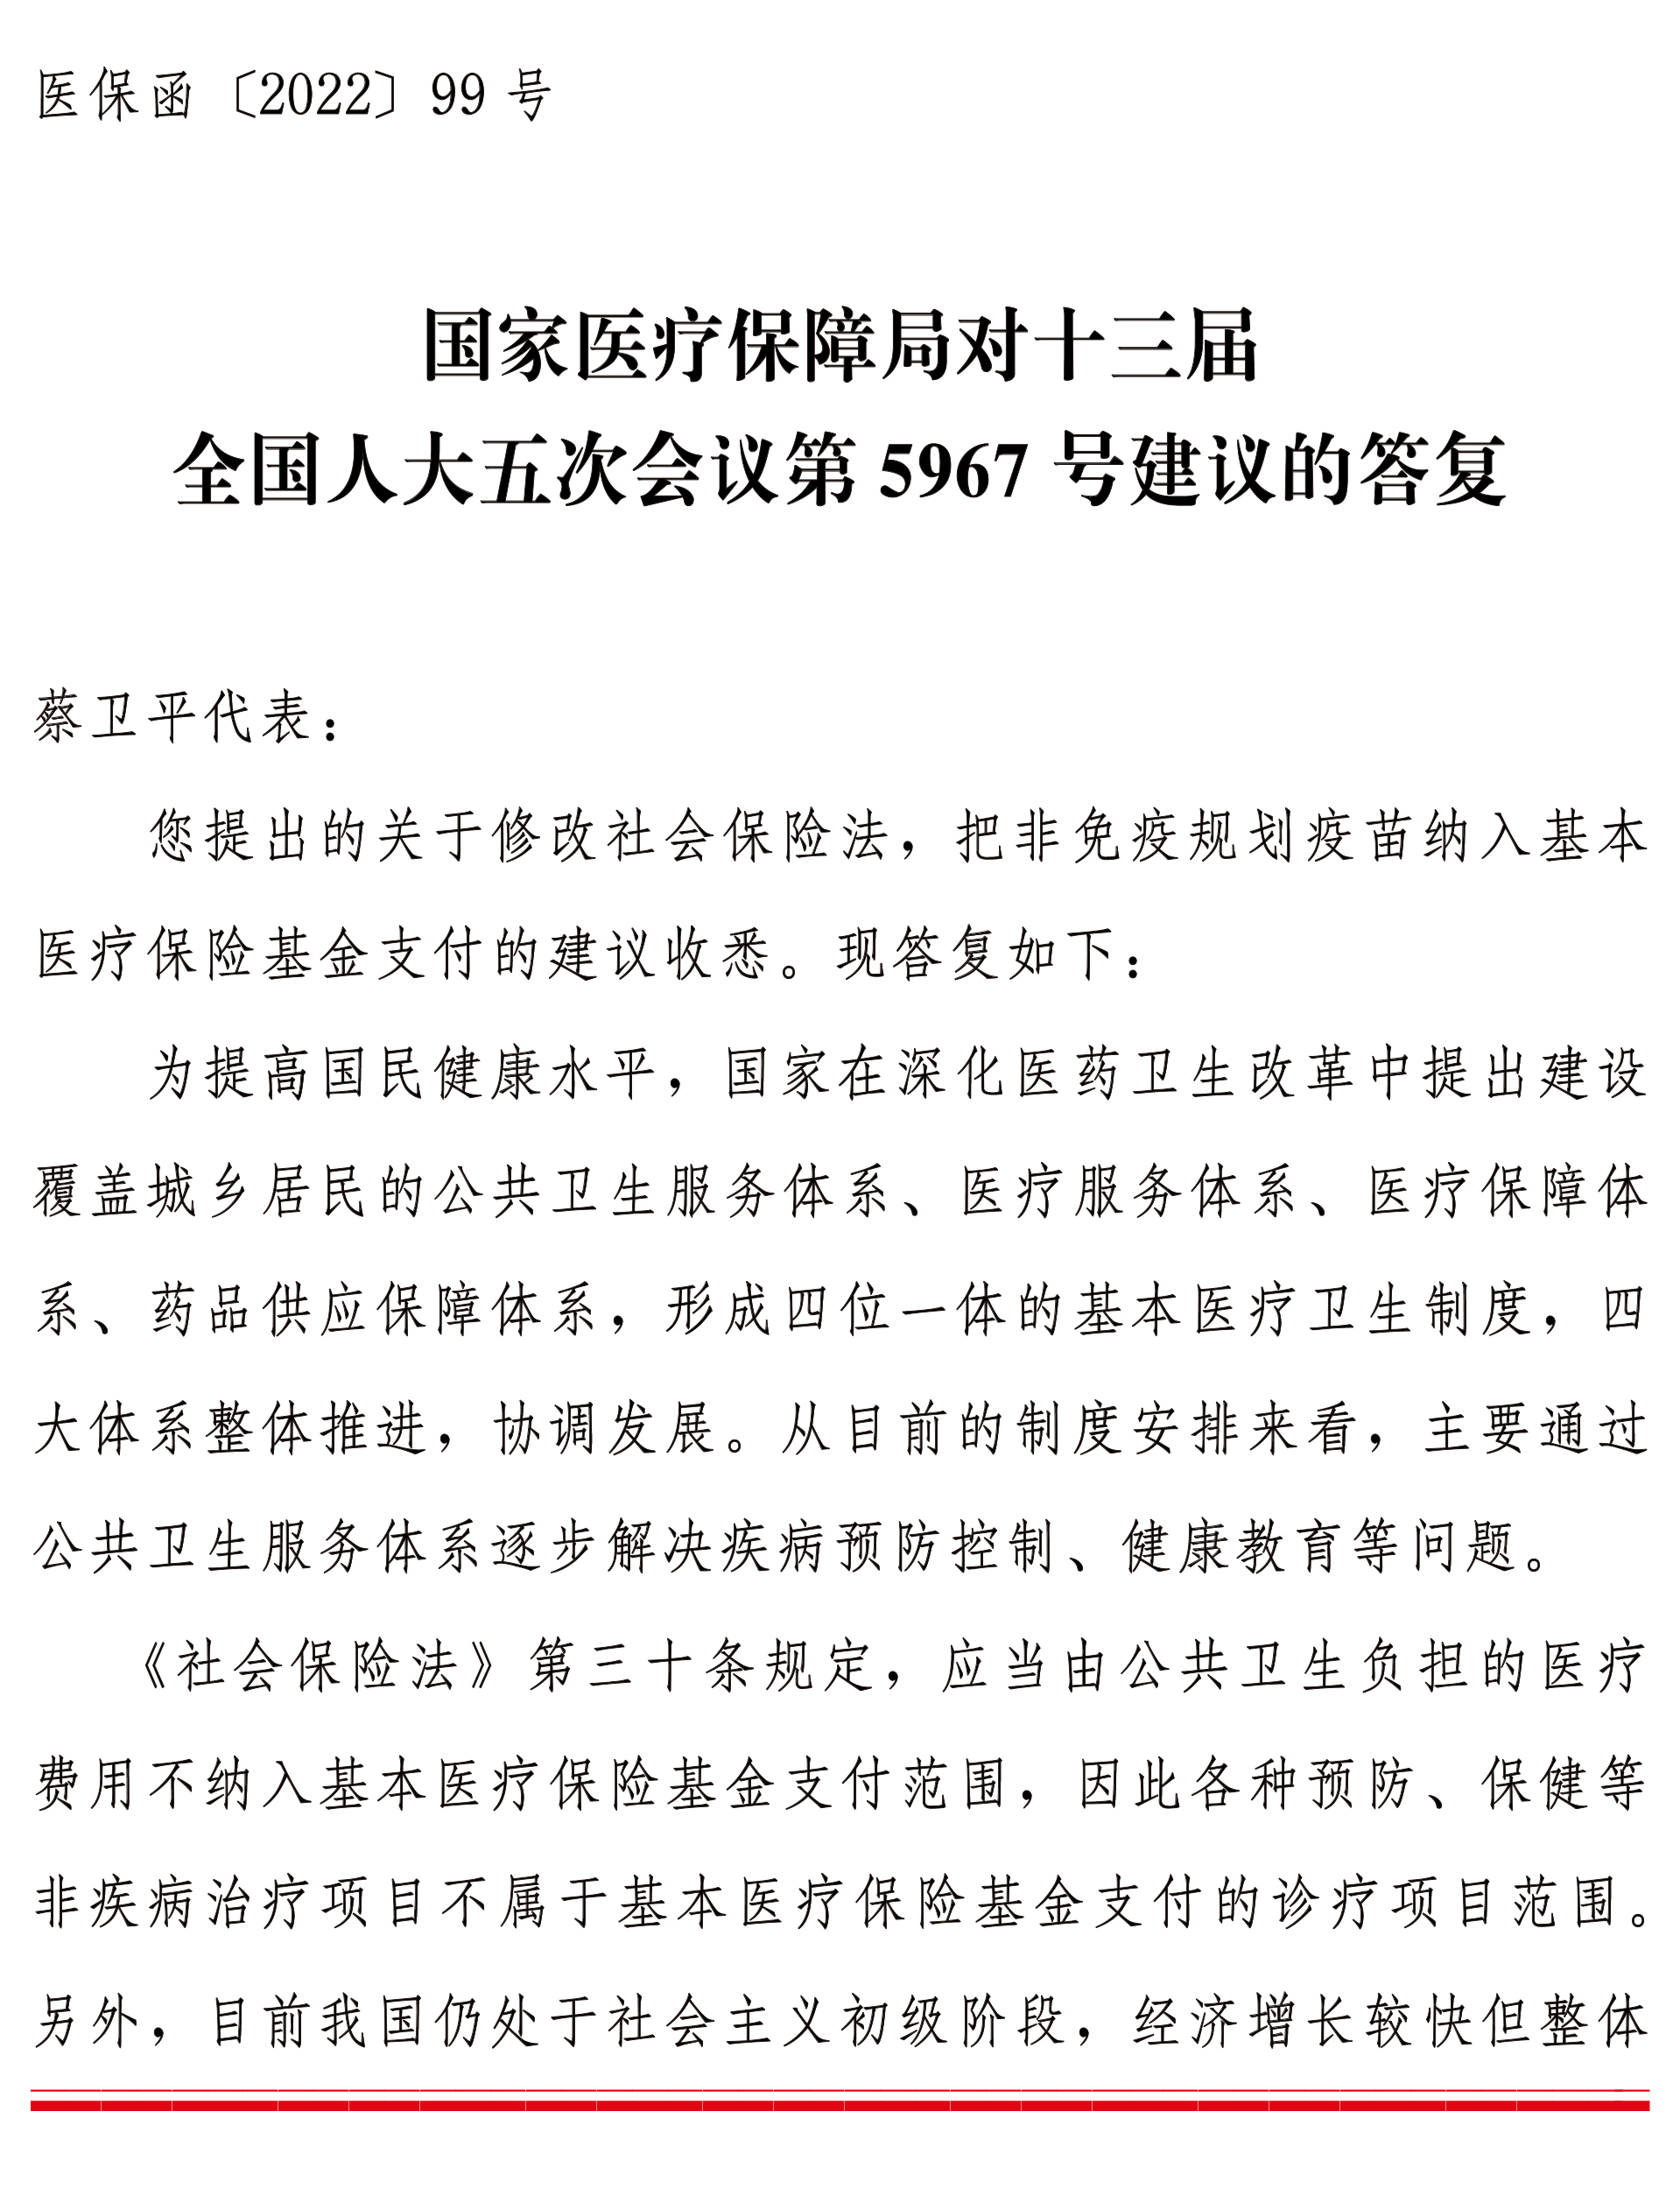 医保函〔2022〕99 号
国家医疗保障局对十三届
全国人大五次会议第 5967 号建议的答复
蔡卫平代表：
您提出的关于修改社会保险法，把非免疫规划疫苗纳入基本
医疗保险基金支付的建议收悉。现答复如下：
为提高国民健康水平，国家在深化医药卫生改革中提出建设
覆盖城乡居民的公共卫生服务体系、医疗服务体系、医疗保障体
系、药品供应保障体系，形成四位一体的基本医疗卫生制度，四
大体系整体推进，协调发展。从目前的制度安排来看，主要通过
公共卫生服务体系逐步解决疾病预防控制、健康教育等问题。
《社会保险法》第三十条规定，应当由公共卫生负担的医疗
费用不纳入基本医疗保险基金支付范围，因此各种预防、保健等
非疾病治疗项目不属于基本医疗保险基金支付的诊疗项目范围。
另外，目前我国仍处于社会主义初级阶段，经济增长较快但整体